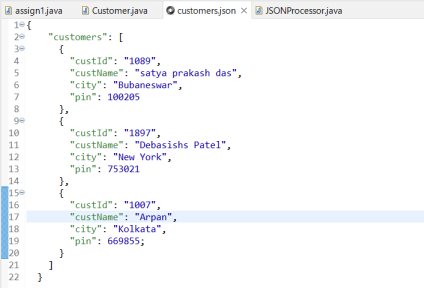 assign1.java Customer.java customers.json JSONProcessor.java
1 {
2 "customers": [
3 {
4 "custId": "1089",
5 "custName": "satya prakash das",
6 "city": "Bubaneswar",
7 "pin": 100205
8 },
9 {
10 "custId": "1897",
11 "custName": "Debasishs Patel",
12 "city": "New York",
13 "pin": 753021
14 },
15 {
16 "custId": "1007",
17 "custName": "Arpan",
18 "city": "Kolkata",
19 "pin": 669855;
20 }
21 ]
22 }